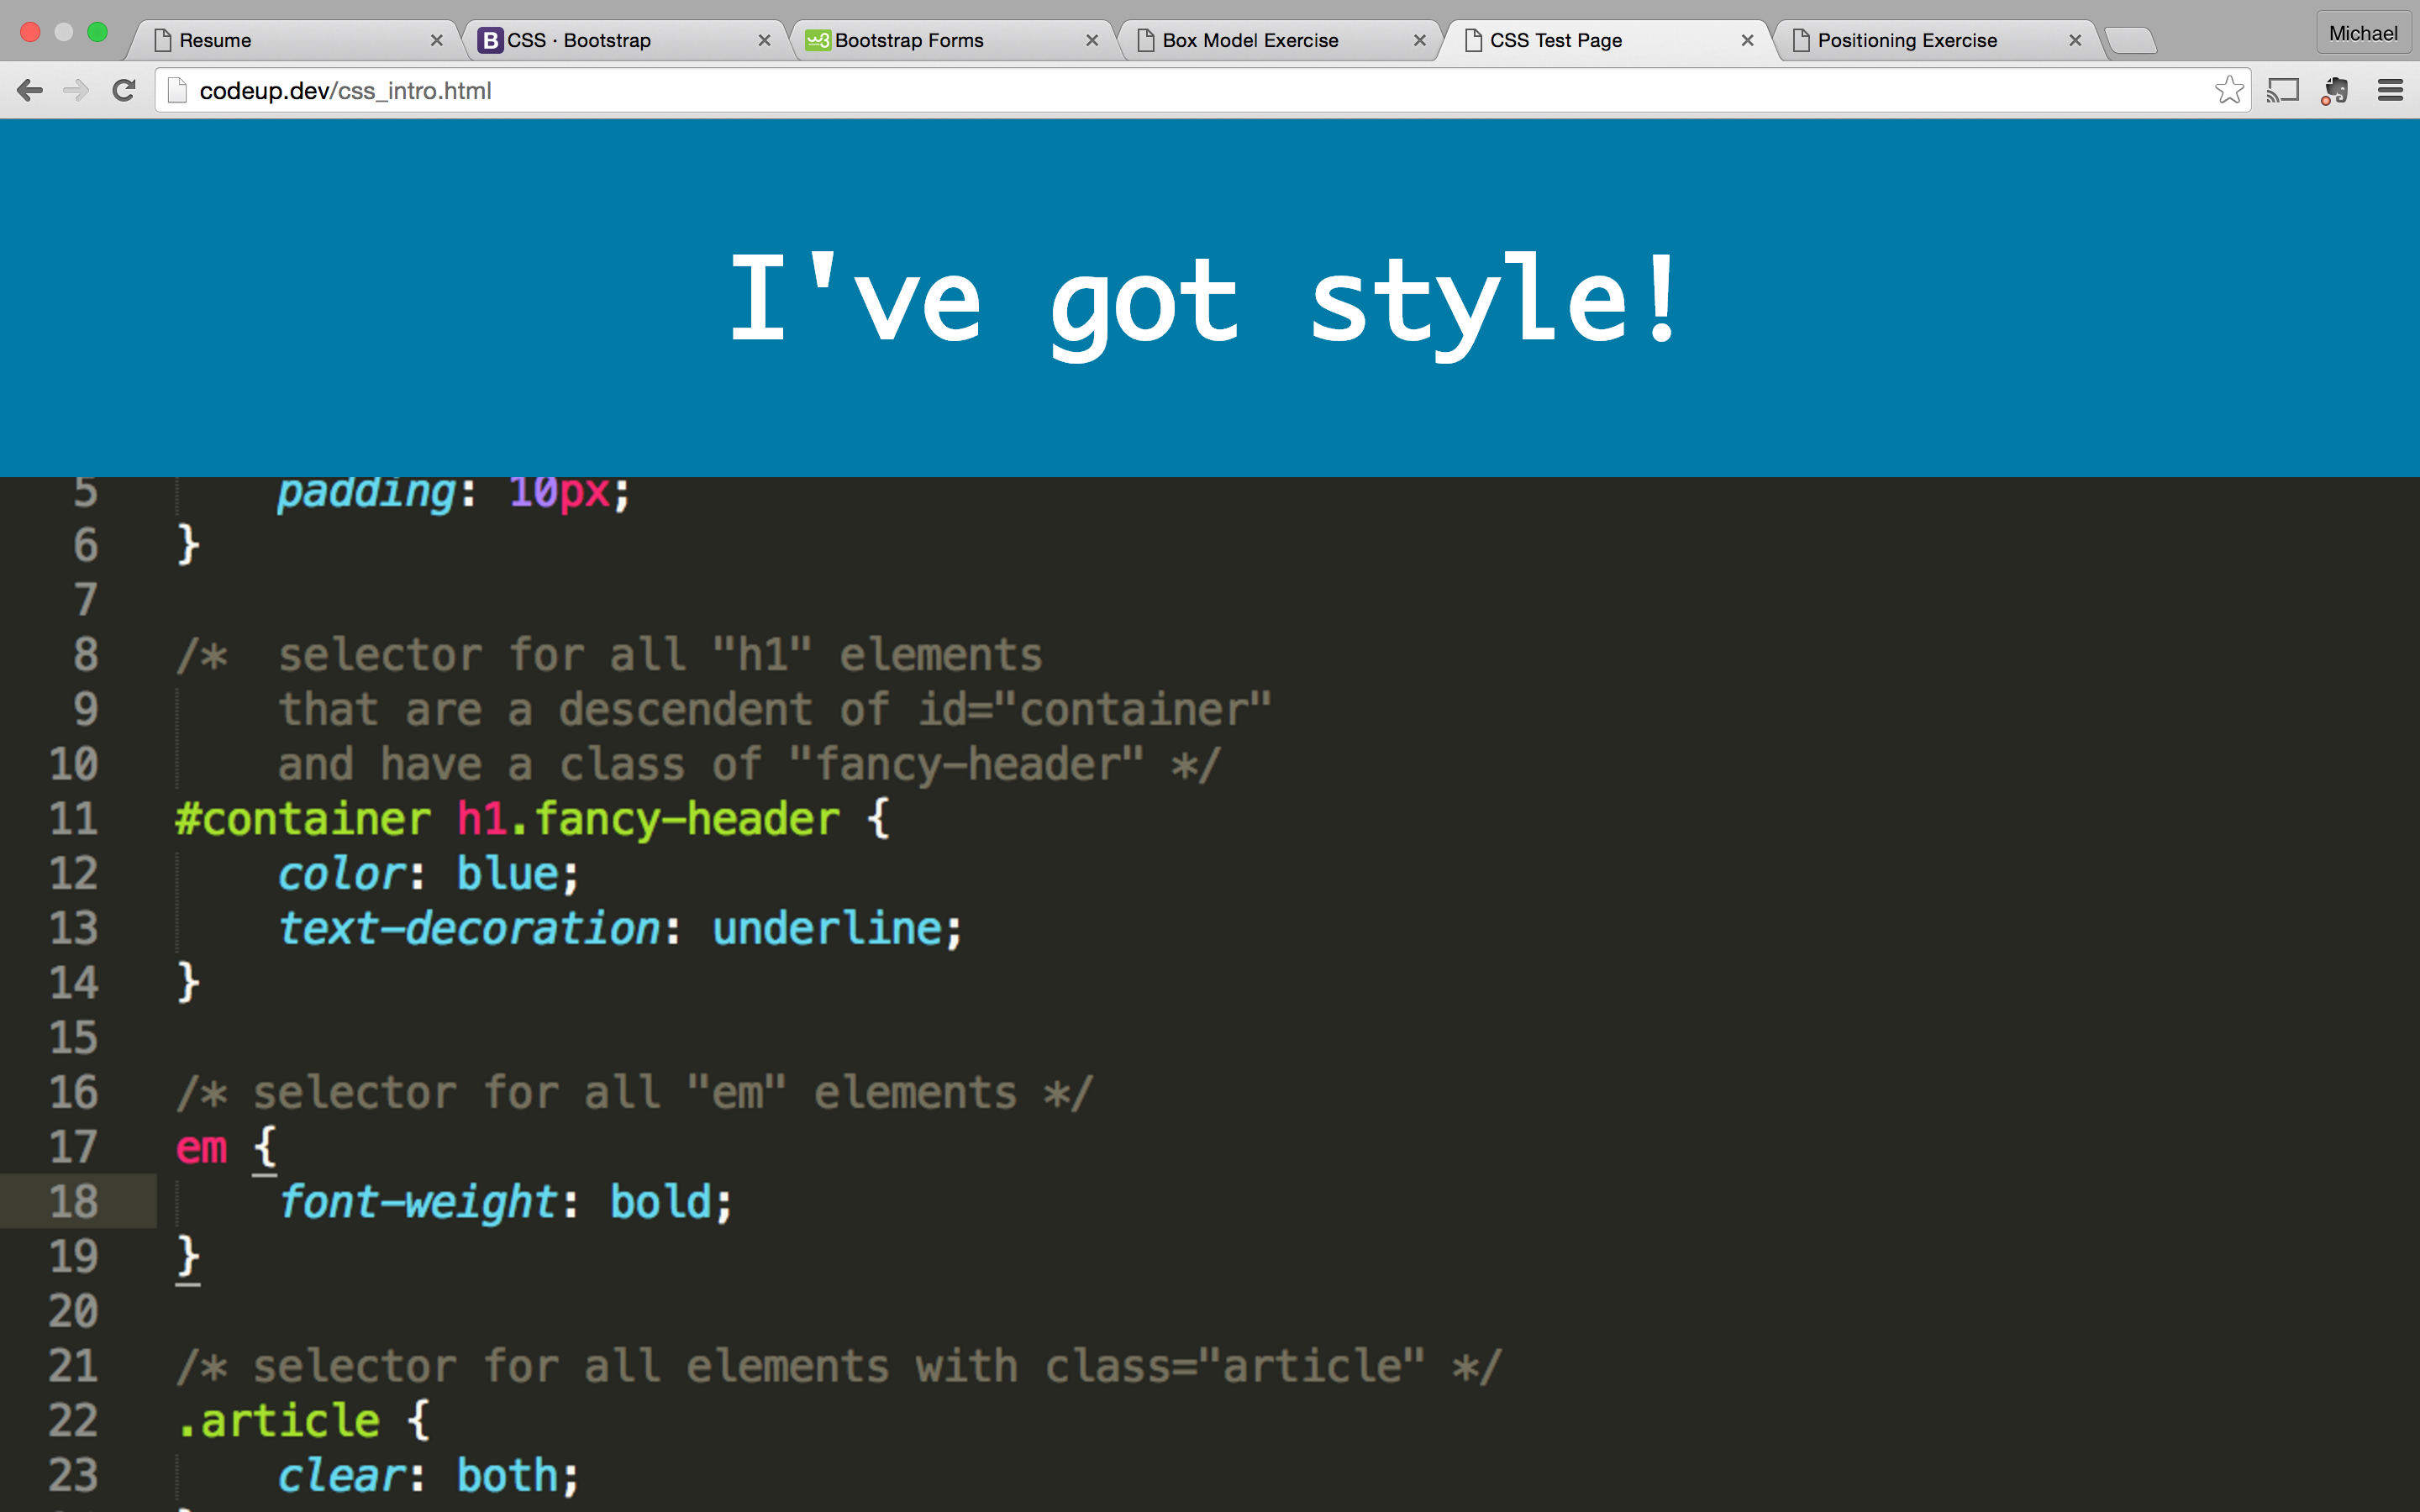 Resume
B CSS · Bootstrap
w3 Bootstrap Forms
Box Model Exercise
CSS Test Page
Positioning Exercise
Michael
codeup.dev/css_intro.html
I've got style!
5 padding: 10px;
6 }
7
8 /* selector for all "h1" elements
9 that are a descendent of id="container"
10 and have a class of "fancy-header" */
11 #container h1.fancy-header {
12 color: blue;
13 text-decoration: underline;
14 }
15
16 /* selector for all "em" elements */
17 em {
18 font-weight: bold;
19 }
20
21 /* selector for all elements with class="article" */
22 .article {
23 clear: both;